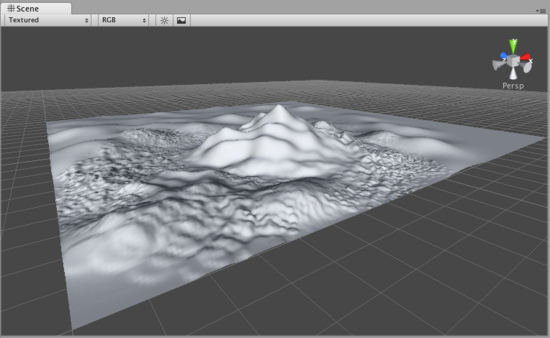 Scene
Textured RGB
y
x
Persp